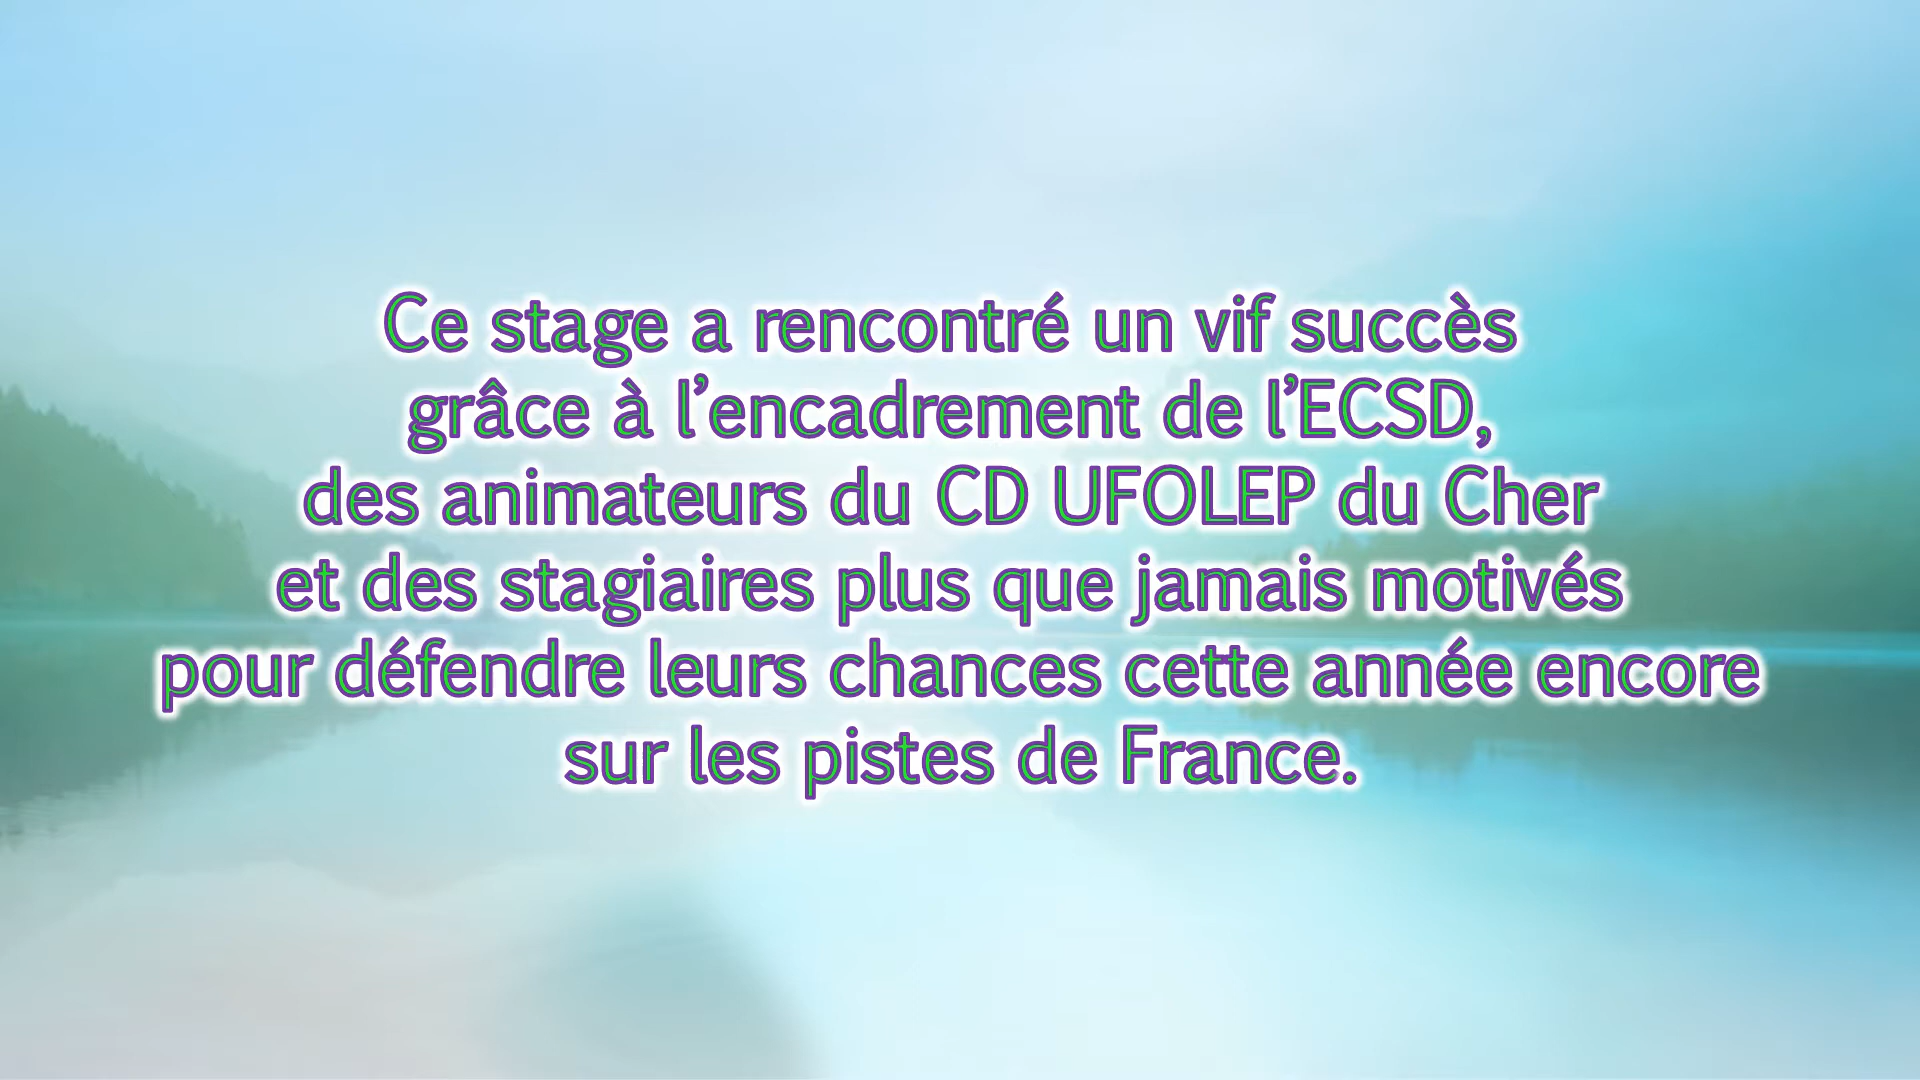 Ce stage a rencontré un vif succès
grâce à l’encadrement de l’ECSD,
des animateurs du CD UFOLEP du Cher
et des stagiaires plus que jamais motivés
pour défendre leurs chances cette année encore
sur les pistes de France.